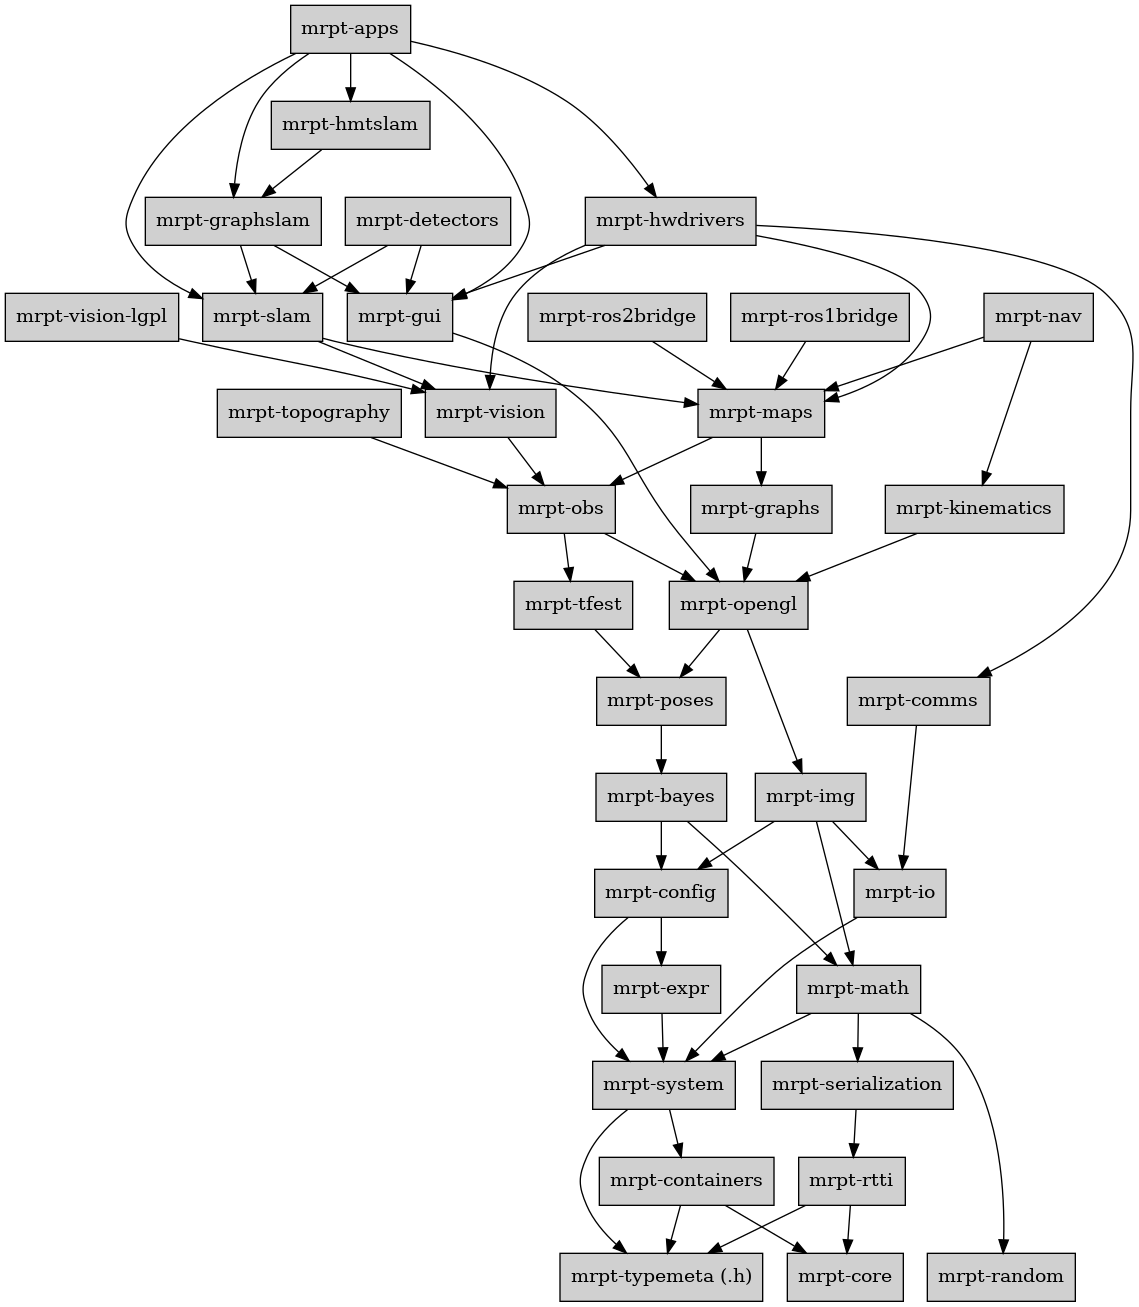 mrpt-apps
mrpt-hmtslam
mrpt-graphslam
mrpt-detectors
mrpt-hwdrivers
mrpt-vision-lgpl
mrpt-slam
mrpt-gui
mrpt-ros2bridge
mrpt-ros1bridge
mrpt-nav
mrpt-topography
mrpt-vision
mrpt-maps
mrpt-obs
mrpt-graphs
mrpt-kinematics
mrpt-tfest
mrpt-opengl
mrpt-poses
mrpt-comms
mrpt-bayes
mrpt-img
mrpt-config
mrpt-io
mrpt-expr
mrpt-math
mrpt-system
mrpt-serialization
mrpt-containers
mrpt-rtti
mrpt-typemeta (.h)
mrpt-core
mrpt-random